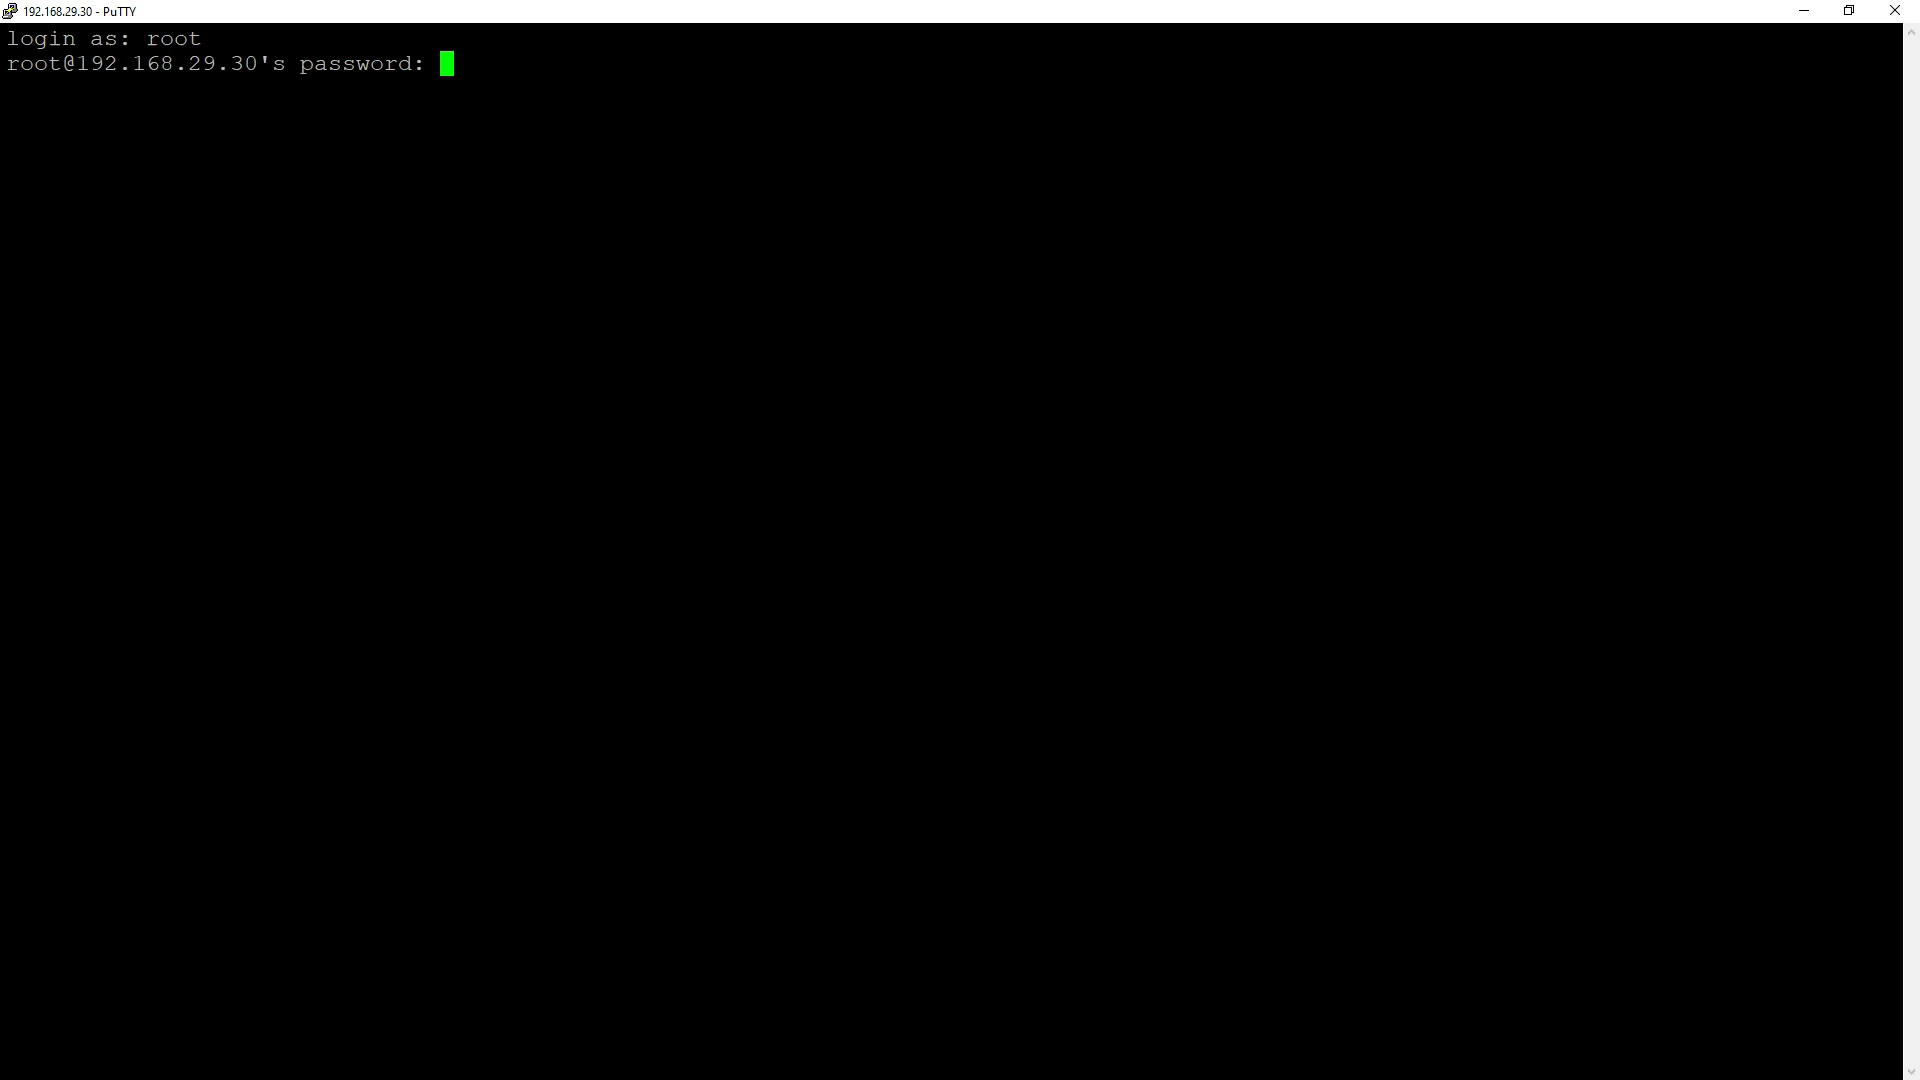 192.168.29.30 - PuTTY
login as: root
root@192.168.29.30's password: